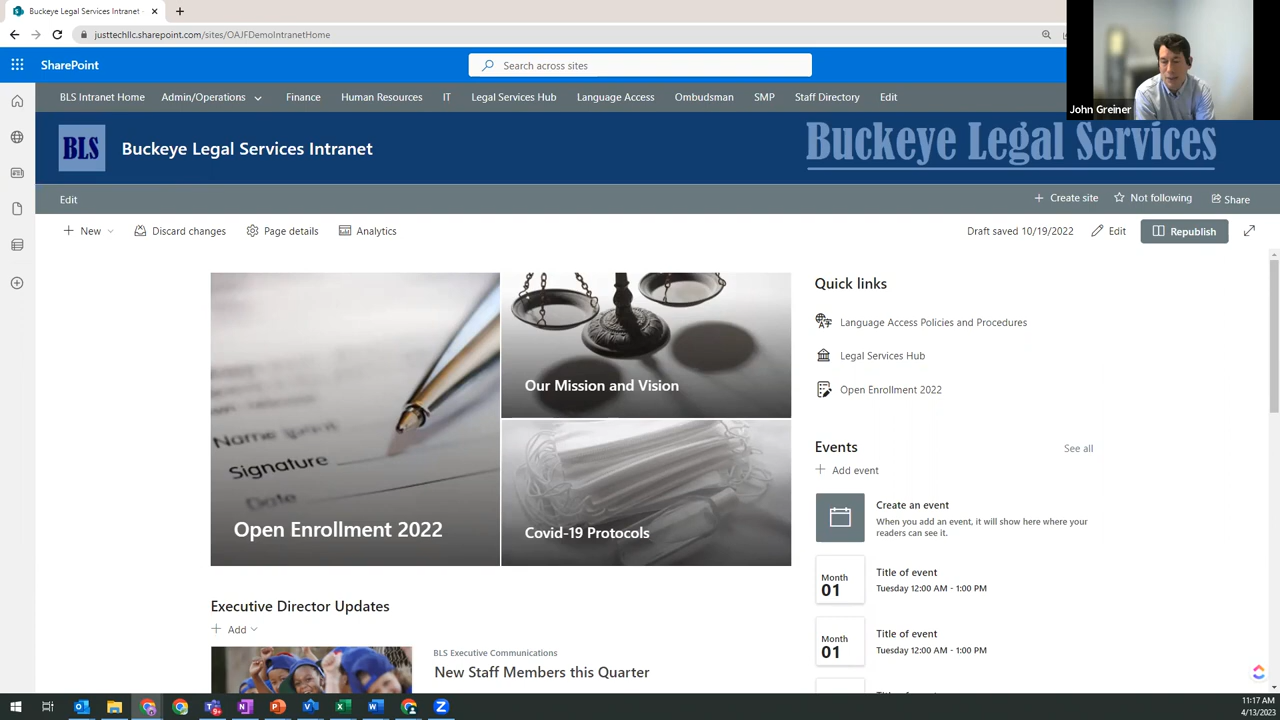 Buckeye Legal Services Intranet
justtechllc.sharepoint.com/sites/OAJFDemoIntranetHome
SharePoint
Search across sites
BLS Intranet Home Admin/Operations Finance Human Resources IT Legal Services Hub Language Access Ombudsman SMP Staff Directory Edit
John Greiner
BLS
Buckeye Legal Services Intranet
Buckeye Legal Services
Edit
Create site Not following Share
New Discard changes Page details Analytics
Draft saved 10/19/2022 Edit Republish
Name (print)
Signature
Date
Open Enrollment 2022
Our Mission and Vision
Covid-19 Protocols
Quick links
Language Access Policies and Procedures
Legal Services Hub
Open Enrollment 2022
Events See all
Add event
Create an event
When you add an event, it will show here where your
readers can see it.
Month
01
Title of event
Tuesday 12:00 AM - 1:00 PM
Month
01
Title of event
Tuesday 12:00 AM - 1:00 PM
Executive Director Updates
Add
BLS Executive Communications
New Staff Members this Quarter
11:17 AM
4/13/2023